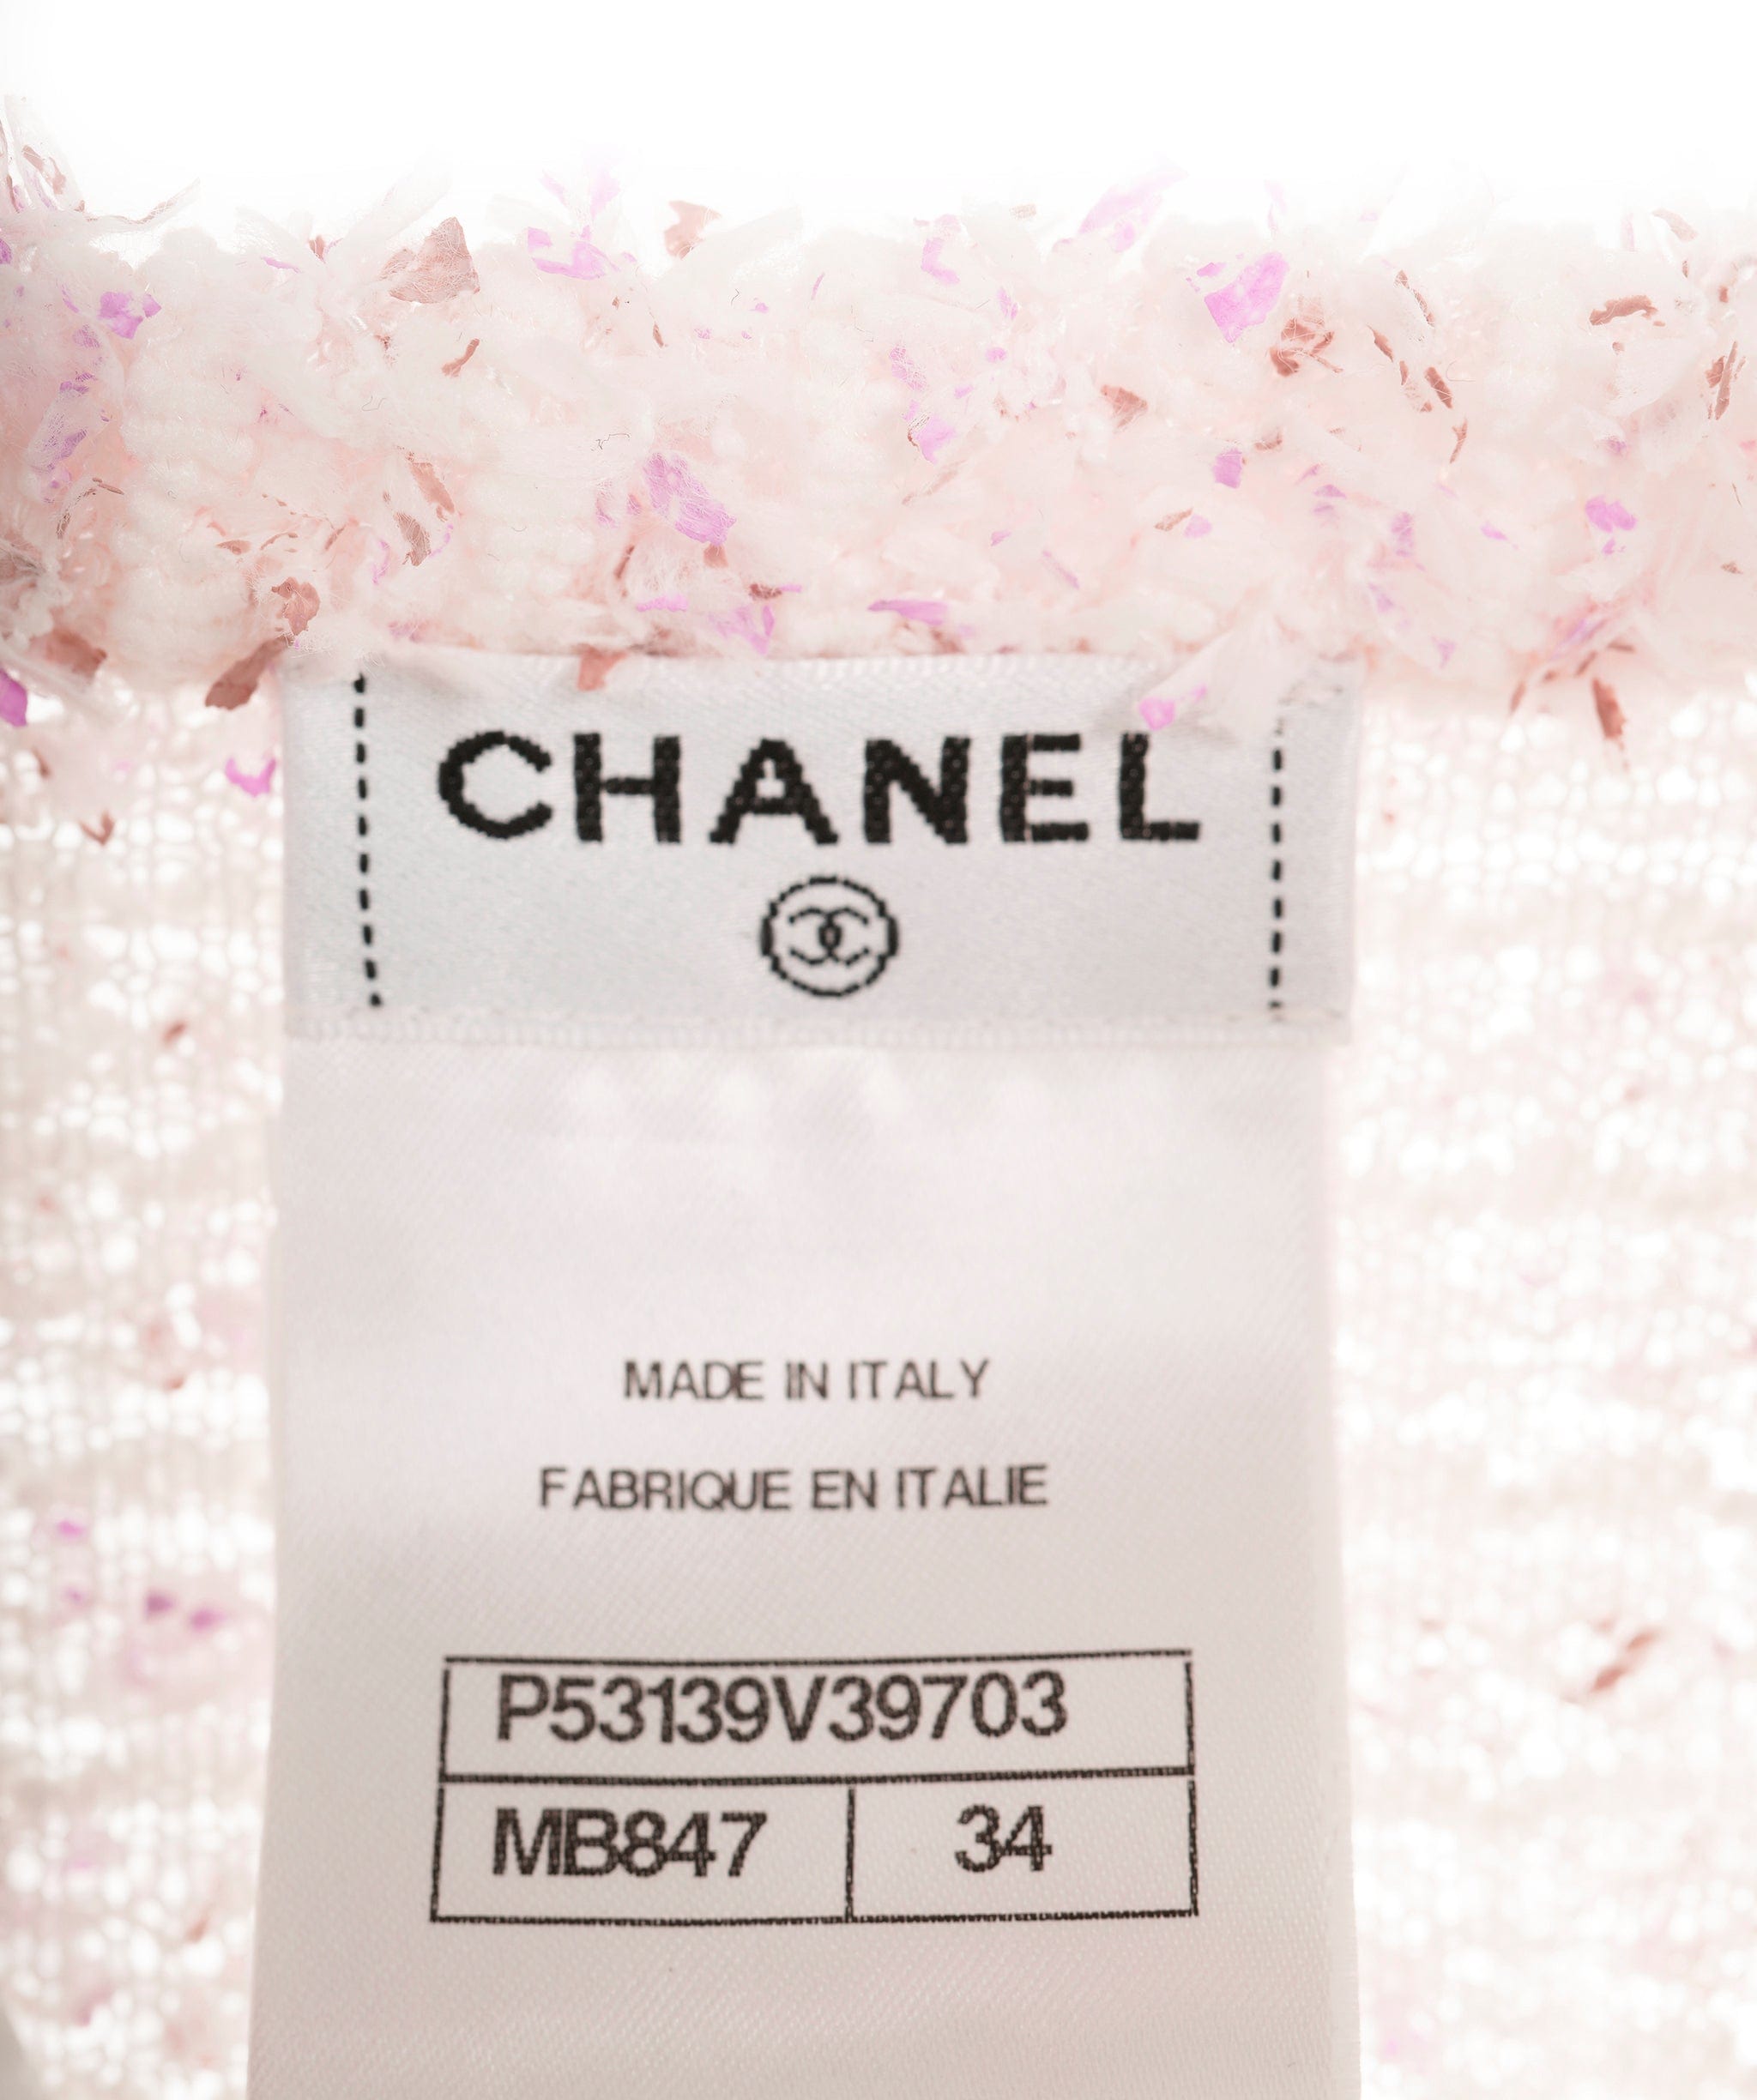 CHANEL
MADE IN ITALY
FABRIQUE EN ITALIE
P53139V39703
MB847 34